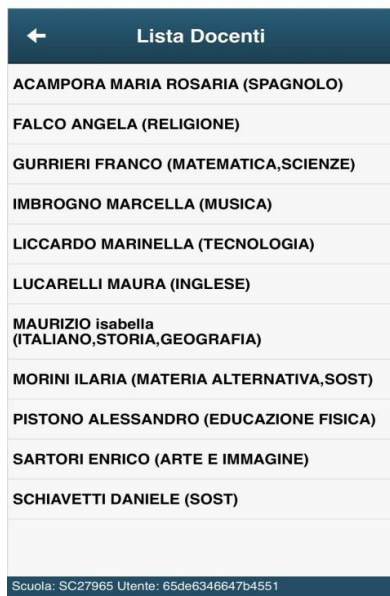 Lista Docenti
ACAMPORA MARIA ROSARIA (SPAGNOLO)
FALCO ANGELA (RELIGIONE)
GURRIERI FRANCO (MATEMATICA,SCIENZE)
IMBROGNO MARCELLA (MUSICA)
LICCARDO MARINELLA (TECNOLOGIA)
LUCARELLI MAURA (INGLESE)
MAURIZIO isabella
(ITALIANO,STORIA,GEOGRAFIA)
MORINI ILARIA (MATERIA ALTERNATIVA,SOST)
PISTONO ALESSANDRO (EDUCAZIONE FISICA)
SARTORI ENRICO (ARTE E IMMAGINE)
SCHIAVETTI DANIELE (SOST)
Scuola: SC27965 Utente: 65de6346647b4551